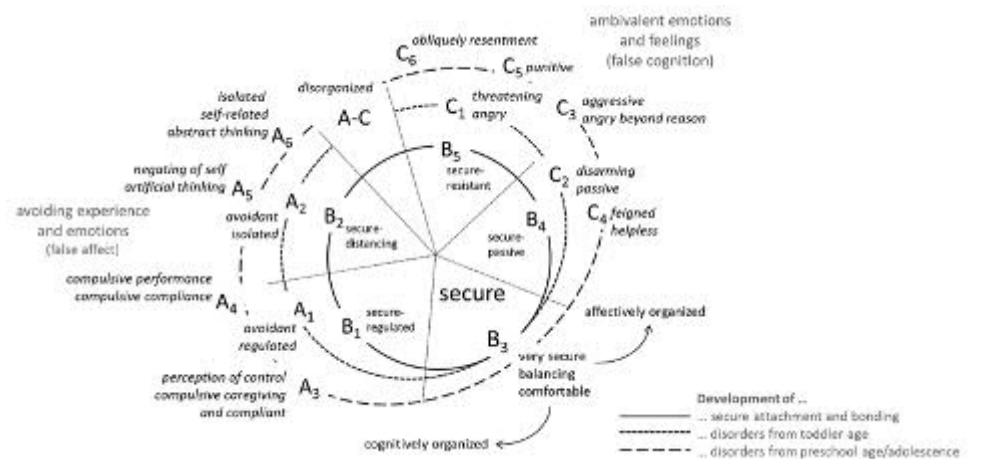 C6 obliquely resentment
C5 punitive
ambivalent emotions
and feelings
(false cognition)
disorganized
A-C
C1 threatening
angry
C3 aggressive
angry beyond reason
isolated
self-related
abstract thinking A6
B5
secure-
resistant
C2 disarming
passive
negating of self
artificial thinking A5
A2
B2 secure-
distancing
B4
secure-
passive
C4 feigned
helpless
avoiding experience
and emotions
(false affect)
avoidant
isolated
compulsive performance
compulsive compliance A4
secure
A1
avoidant
regulated
B1 secure-
regulated
B3
affectively organized
very secure
balancing
comfortable
perception of control
compulsive caregiving
and compliant
A3
cognitively organized
Development of ...
... secure attachment and bonding
... disorders from toddler age
... disorders from preschool age/adolescence